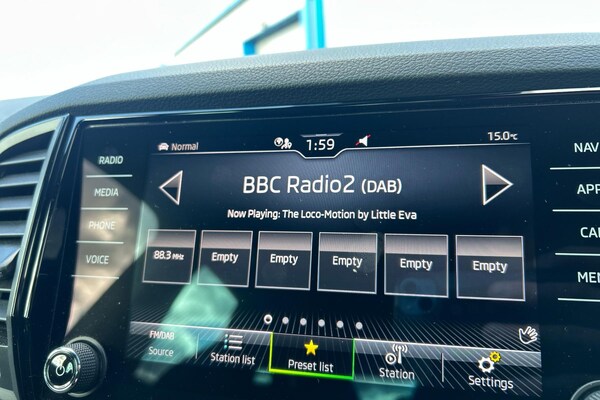 Normal
1:59
15.0°C
RADIO
MEDIA
PHONE
VOICE
NAV
APP
CA
ME
BBC Radio2 (DAB)
Now Playing: The Loco-Motion by Little Eva
88.3 MHz
Empty
Empty
Empty
Empty
Empty
FM/DAB
Source
Station list
Preset list
Station
Settings